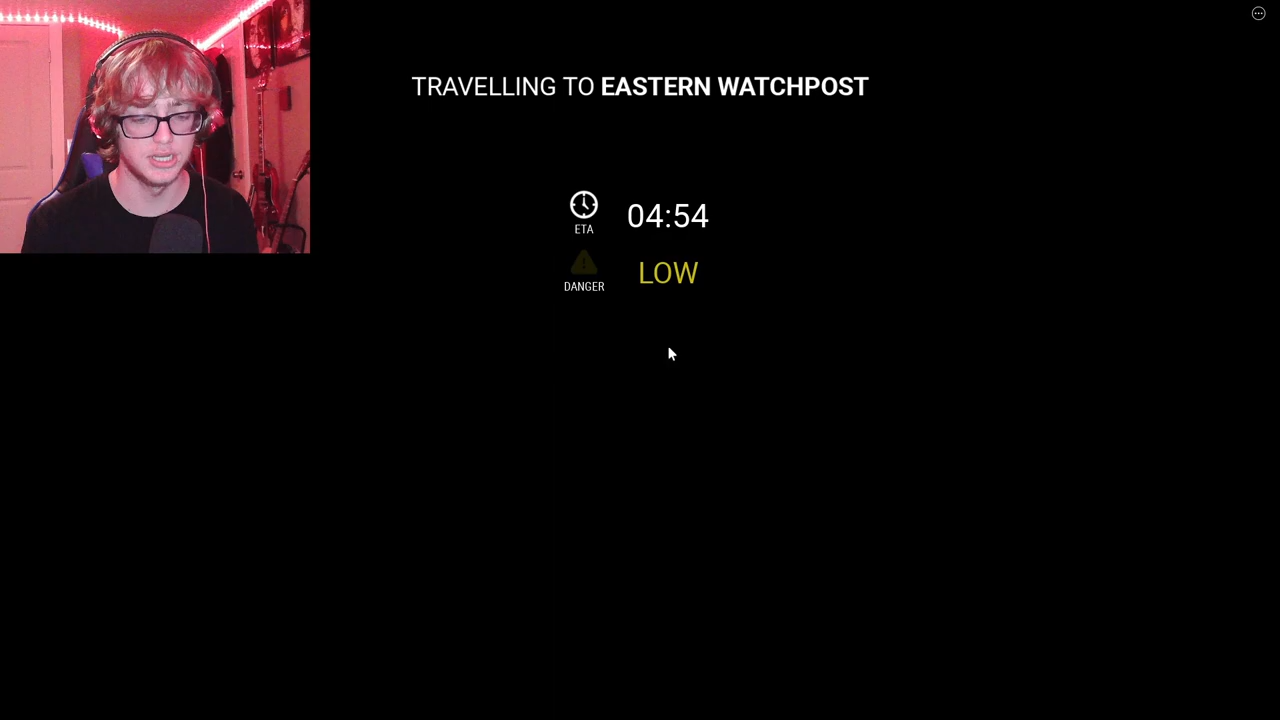 TRAVELLING TO EASTERN WATCHPOST
04:54
ETA
LOW
DANGER